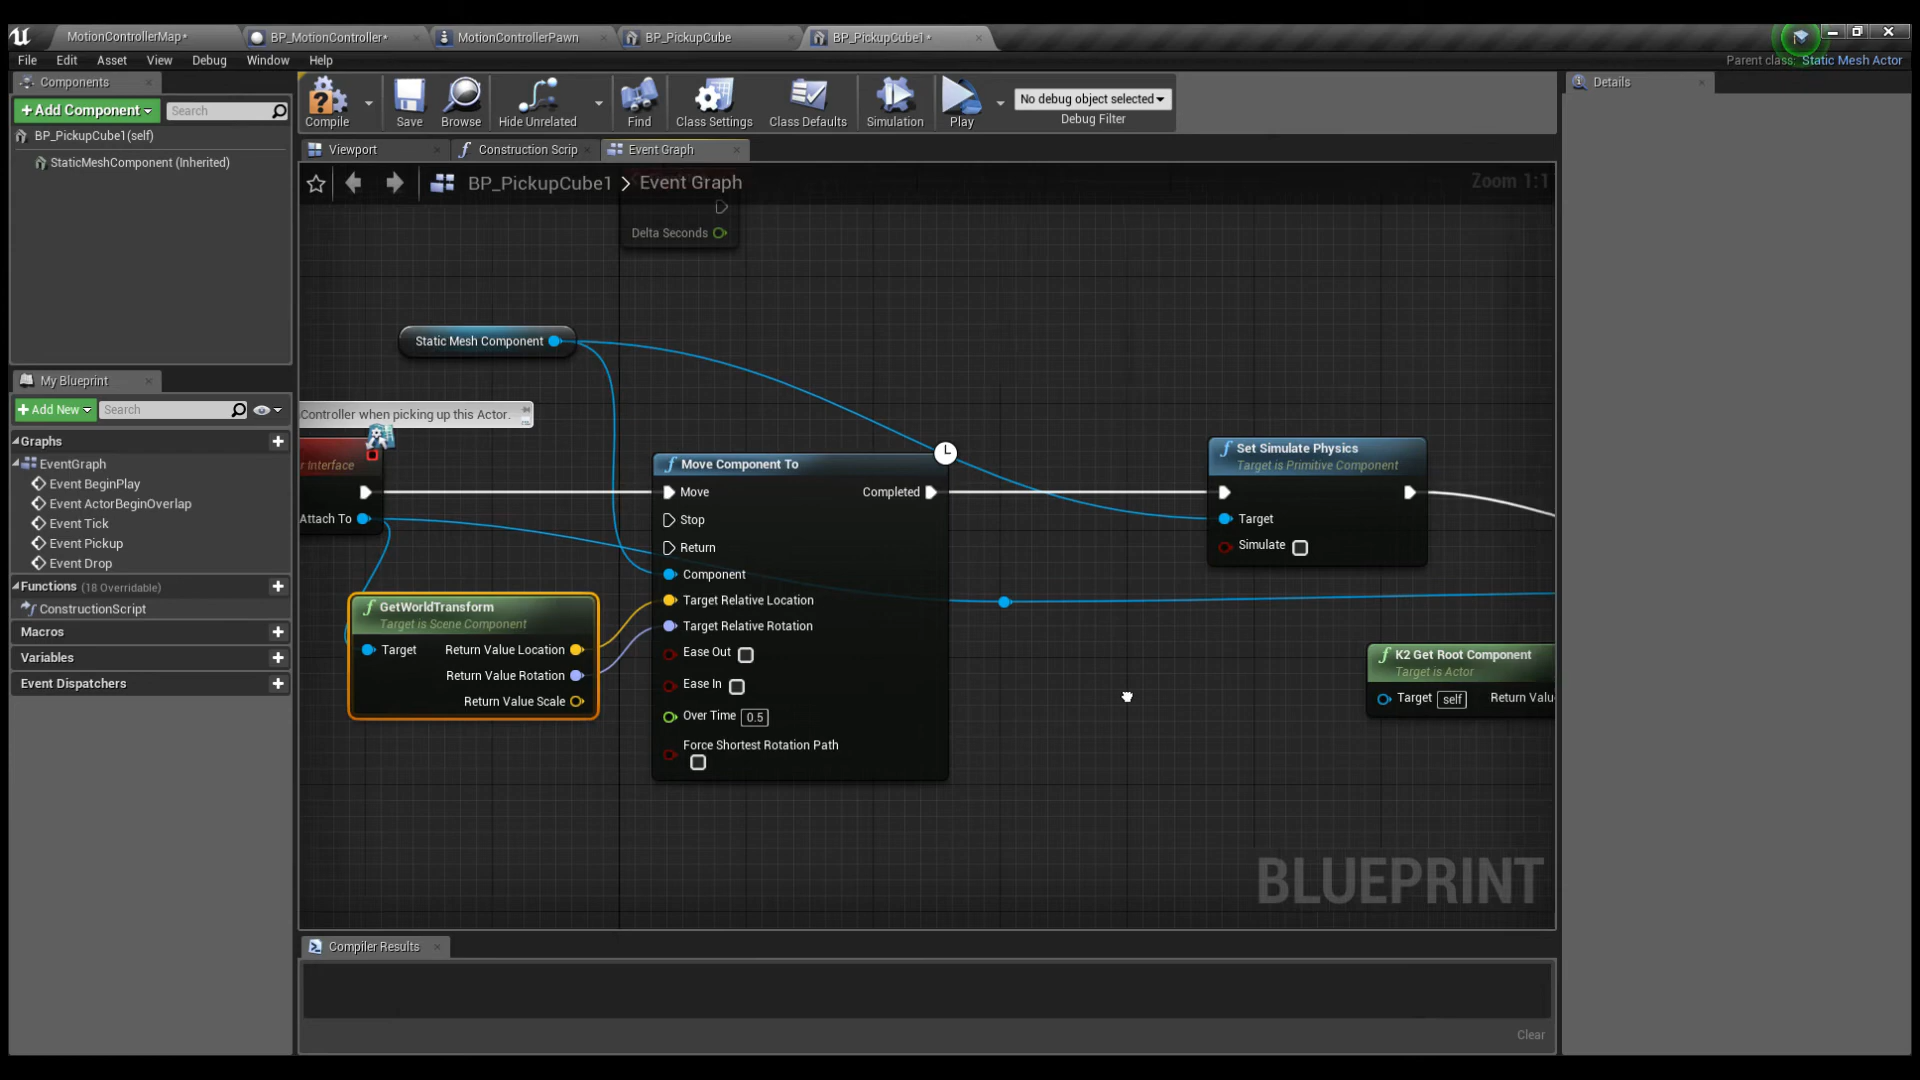 MotionControllerMap*
BP_MotionController*
MotionControllerPawn
BP_PickupCube
BP_PickupCube1*
File Edit Asset View Debug Window Help
Parent class: Static Mesh Actor
Components
+Add Component
Search
BP_PickupCube1(self)
StaticMeshComponent (Inherited)
Compile
Save
Browse
Hide Unrelated
Find
Class Settings
Class Defaults
Simulation
Play
No debug object selected
Debug Filter
Details
Viewport
Construction Scrip
Event Graph
BP_PickupCube1 > Event Graph
Zoom 1:1
My Blueprint
+Add New
Search
Graphs
EventGraph
Event BeginPlay
Event ActorBeginOverlap
Event Tick
Event Pickup
Event Drop
Functions (18 Overridable)
ConstructionScript
Macros
Variables
Event Dispatchers
Delta Seconds
Static Mesh Component
Controller when picking up this Actor.
r Interface
Attach To
GetWorldTransform
Target is Scene Component
Target
Return Value Location
Return Value Rotation
Return Value Scale
Move Component To
Move
Completed
Stop
Return
Component
Target Relative Location
Target Relative Rotation
Ease Out
Ease In
Over Time 0.5
Force Shortest Rotation Path
Set Simulate Physics
Target is Primitive Component
Target
Simulate
K2 Get Root Component
Target is Actor
Target self
Return Valu
BLUEPRINT
Compiler Results
Clear